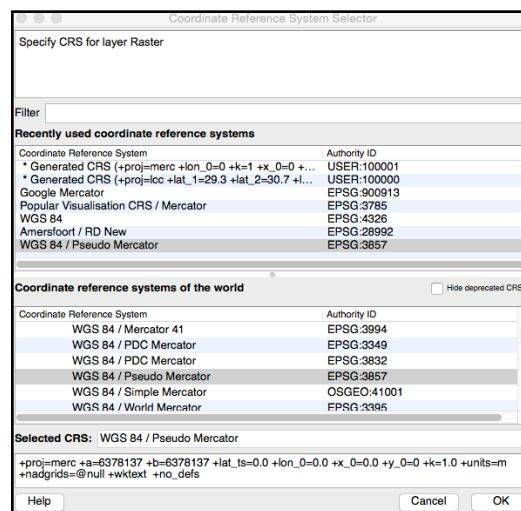 Coordinate Reference System Selector
Specify CRS for layer Raster
Filter
Recently used coordinate reference systems
Coordinate Reference System Authority ID
* Generated CRS (+proj=merc +lon_0=0 +k=1 +x_0=0 +... USER:100001
* Generated CRS (+proj=lcc +lat_1=29.3 +lat_2=30.7 +l... USER:100000
Google Mercator EPSG:900913
Popular Visualisation CRS / Mercator EPSG:3785
WGS 84 EPSG:4326
Amersfoort / RD New EPSG:28992
WGS 84 / Pseudo Mercator EPSG:3857
Coordinate reference systems of the world Hide deprecated CRS
Coordinate Reference System Authority ID
WGS 84 / Mercator 41 EPSG:3994
WGS 84 / PDC Mercator EPSG:3349
WGS 84 / PDC Mercator EPSG:3832
WGS 84 / Pseudo Mercator EPSG:3857
WGS 84 / Simple Mercator OSGEO:41001
WGS 84 / World Mercator EPSG:3395
Selected CRS: WGS 84 / Pseudo Mercator
+proj=merc +a=6378137 +b=6378137 +lat_ts=0.0 +lon_0=0.0 +x_0=0.0 +y_0=0 +k=1.0 +units=m
+nadgrids=@null +wktext +no_defs
Help Cancel OK